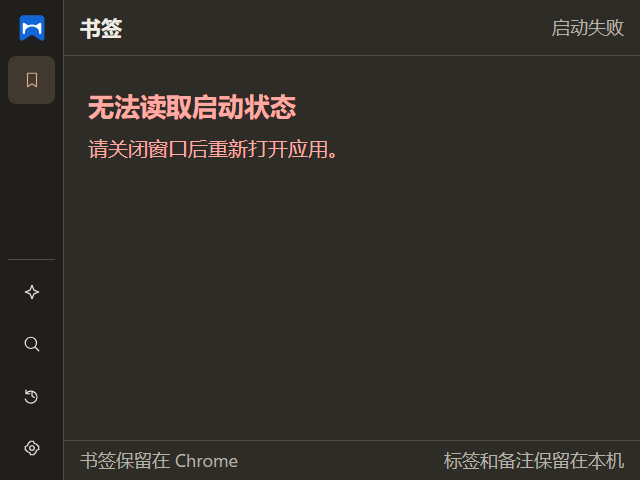 书签
启动失败
无法读取启动状态
请关闭窗口后重新打开应用。
书签保留在 Chrome
标签和备注保留在本机